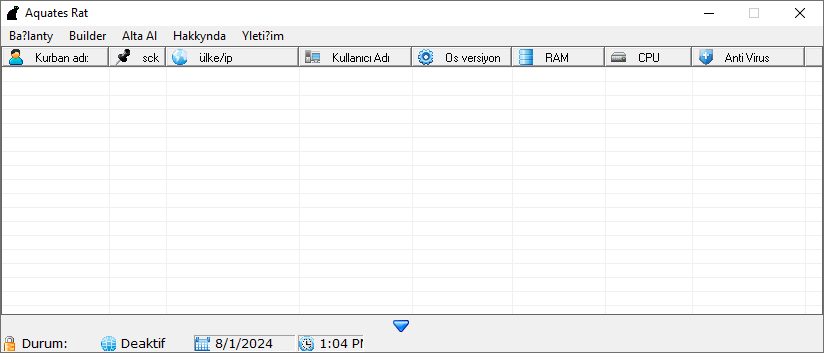 Aquates Rat
Ba?lanty Builder Alta Al Hakkynda Yleti?im
Kurban adı: sck ülke/ip Kullanıcı Adı Os versiyon RAM CPU Anti Virus
Durum: Deaktif 8/1/2024 1:04 PM